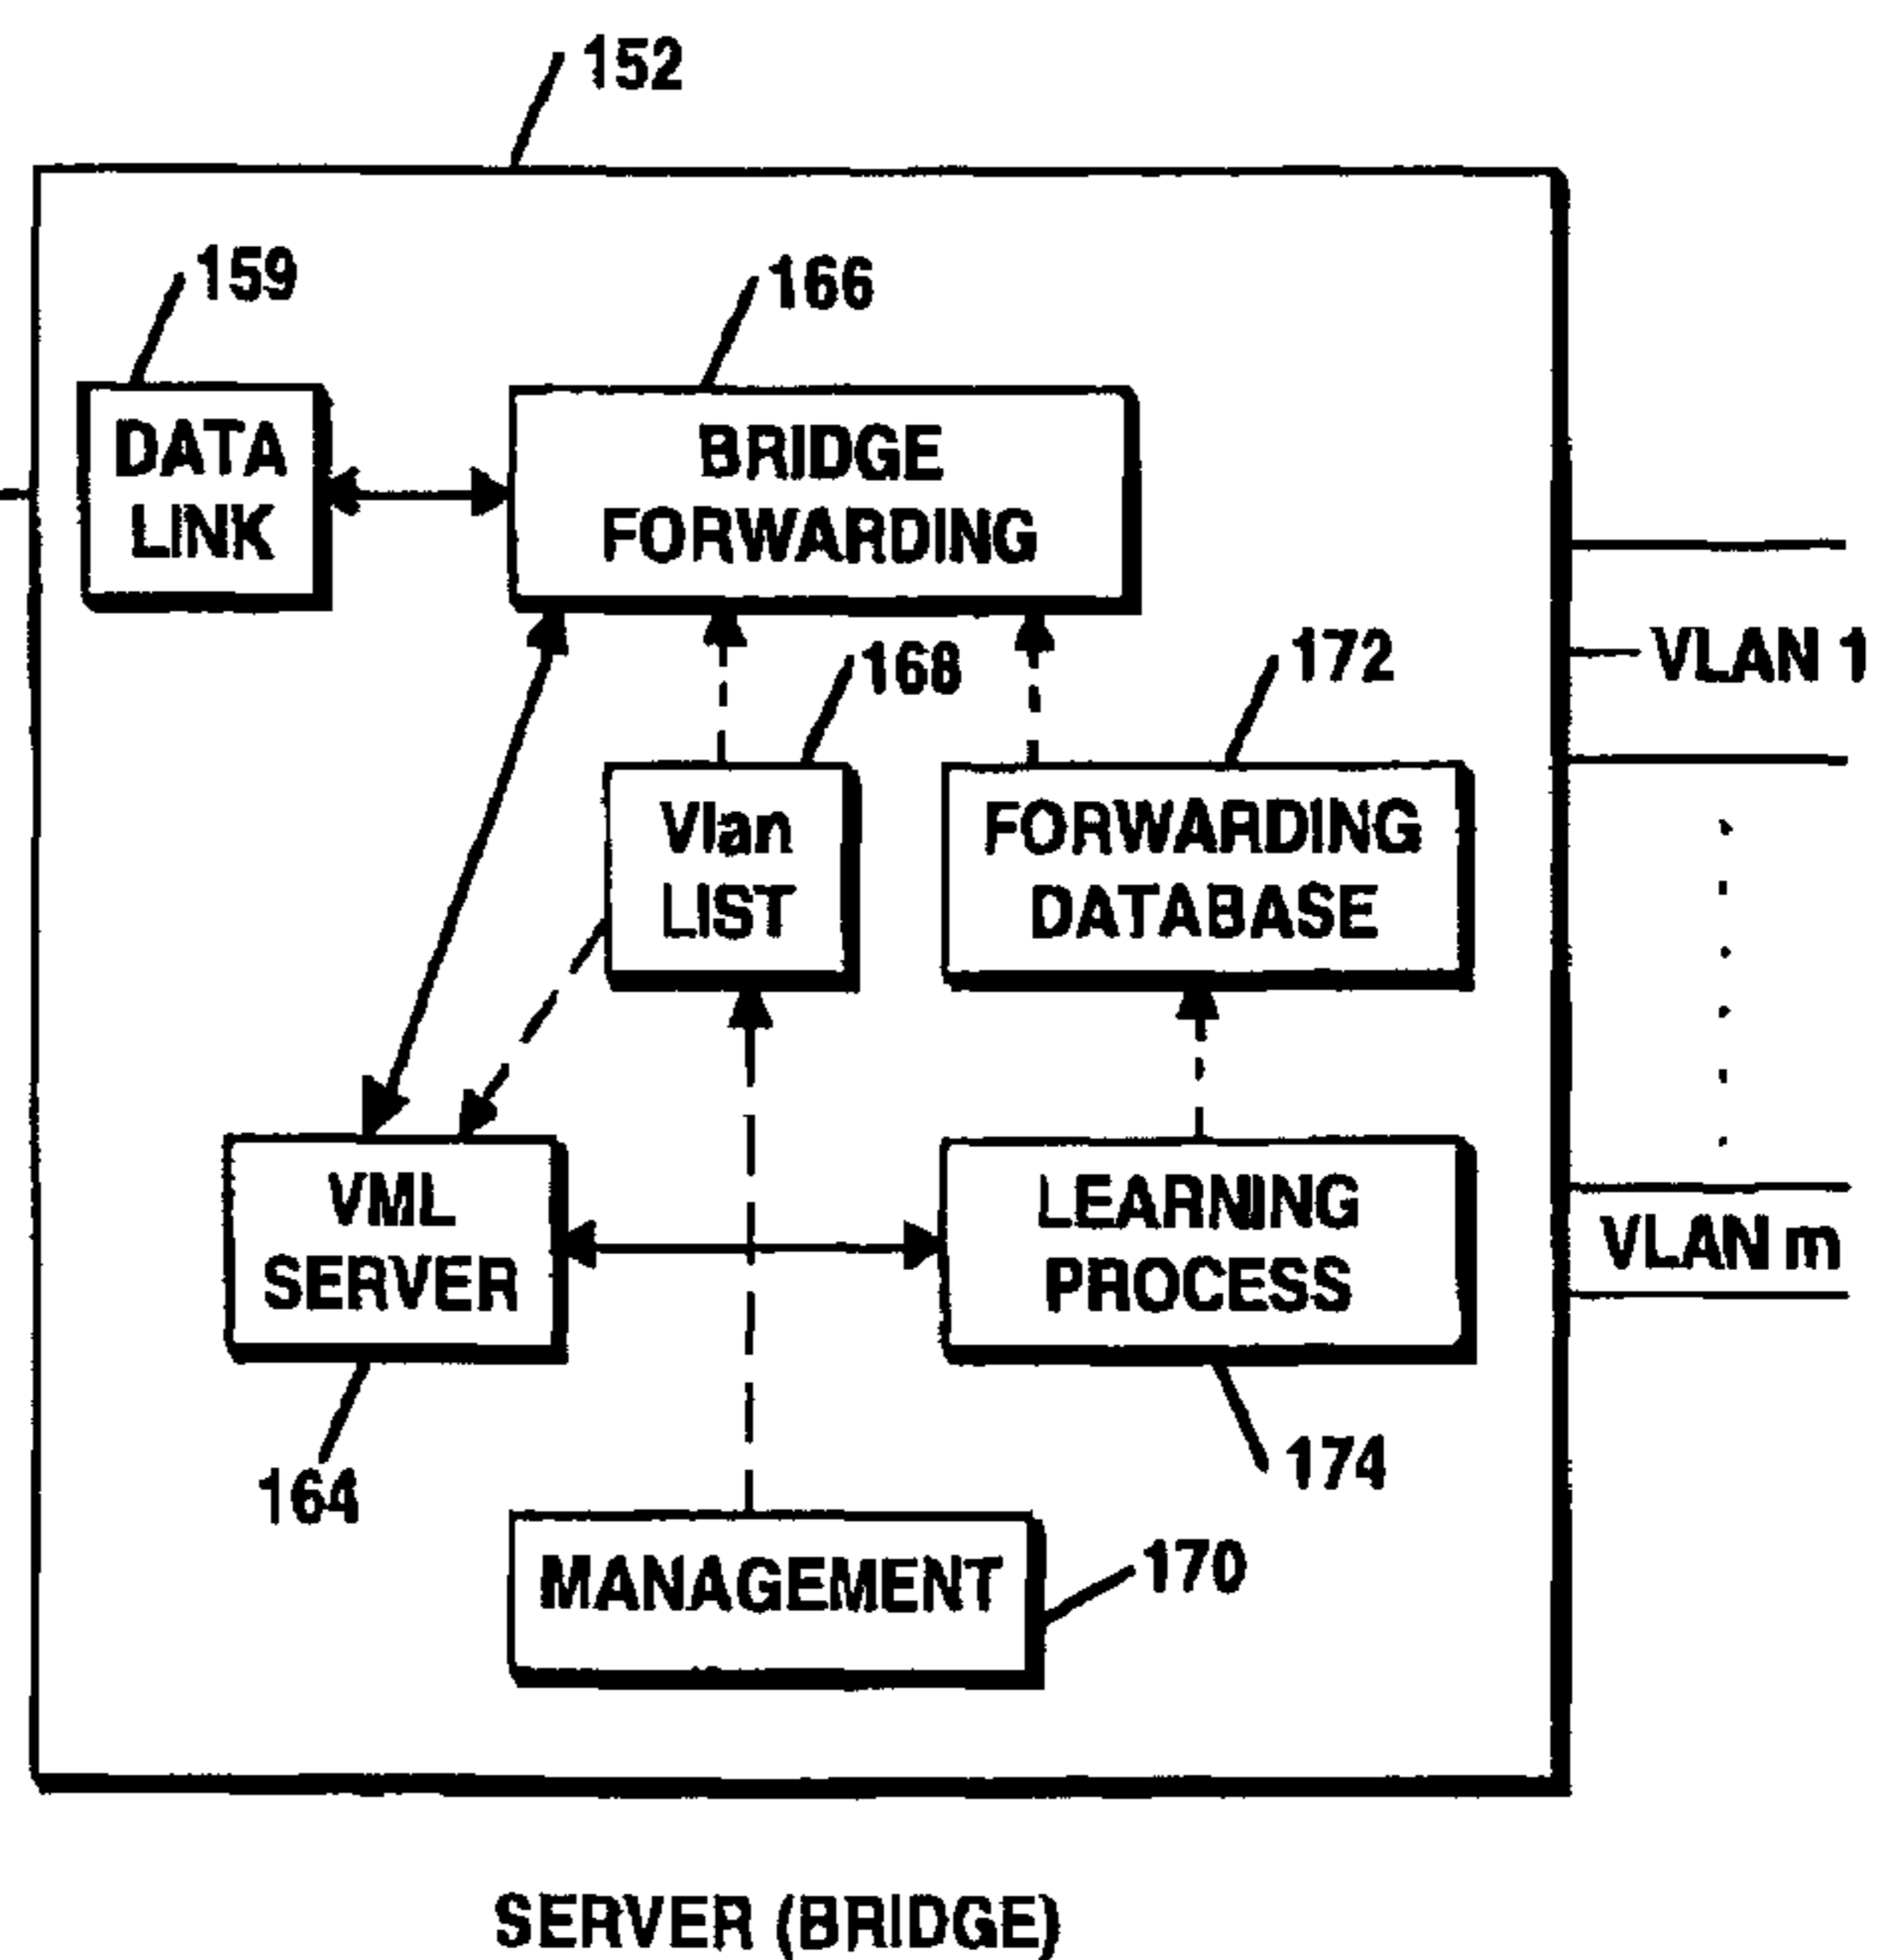 152
159
166
DATA
LINK
BRIDGE
FORWARDING
168
172
VLAN 1
Vlan
LIST
FORWARDING
DATABASE
VML
SERVER
LEARNING
PROCESS
VLAN m
164
174
MANAGEMENT
170
SERVER (BRIDGE)